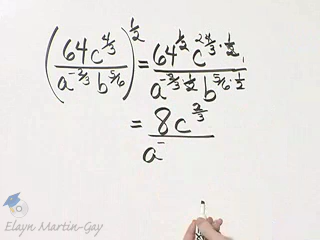 (64c^{4/3} / a^{-2/3} b^{5/6})^{1/2} = 64^{1/2} c^{4/3 · 1/2} / a^{-2/3 · 1/2} b^{5/6 · 1/2}
= 8c^{2/3} / a^{-}
Elayn Martin-Gay